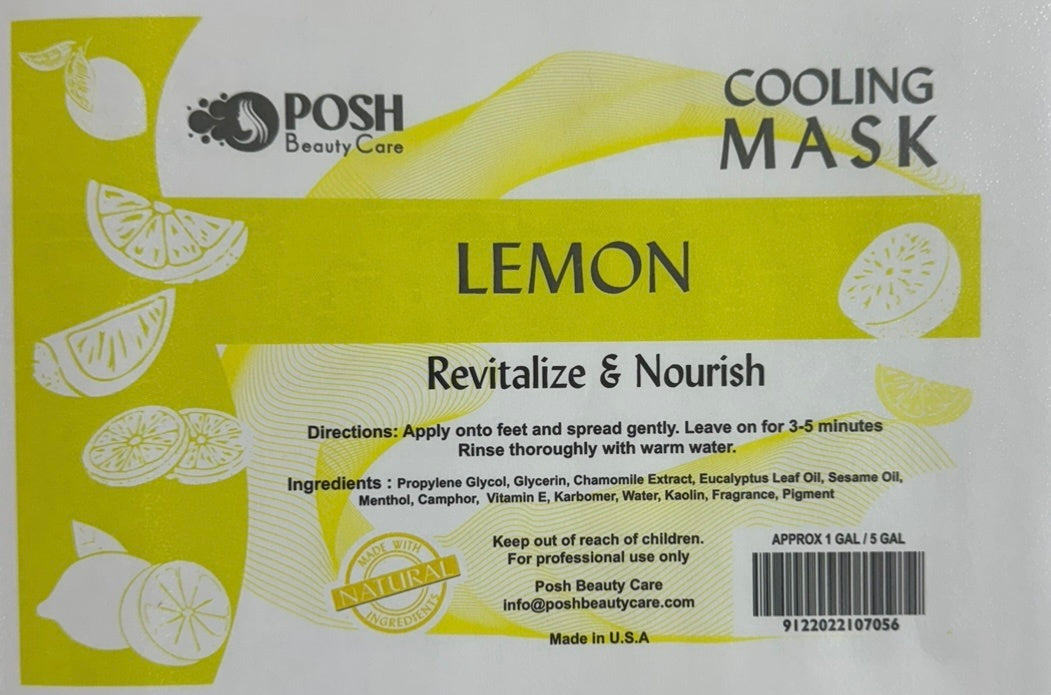 POSH
Beauty Care
COOLING
MASK
LEMON
Revitalize & Nourish
Directions: Apply onto feet and spread gently. Leave on for 3-5 minutes
Rinse thoroughly with warm water.
Ingredients : Propylene Glycol, Glycerin, Chamomile Extract, Eucalyptus Leaf Oil, Sesame Oil,
Menthol, Camphor, Vitamin E, Karbomer, Water, Kaolin, Fragrance, Pigment
MADE WITH
NATURAL
INGREDIENTS
Keep out of reach of children.
For professional use only
Posh Beauty Care
info@poshbeautycare.com
Made in U.S.A
APPROX 1 GAL / 5 GAL
9122022107056